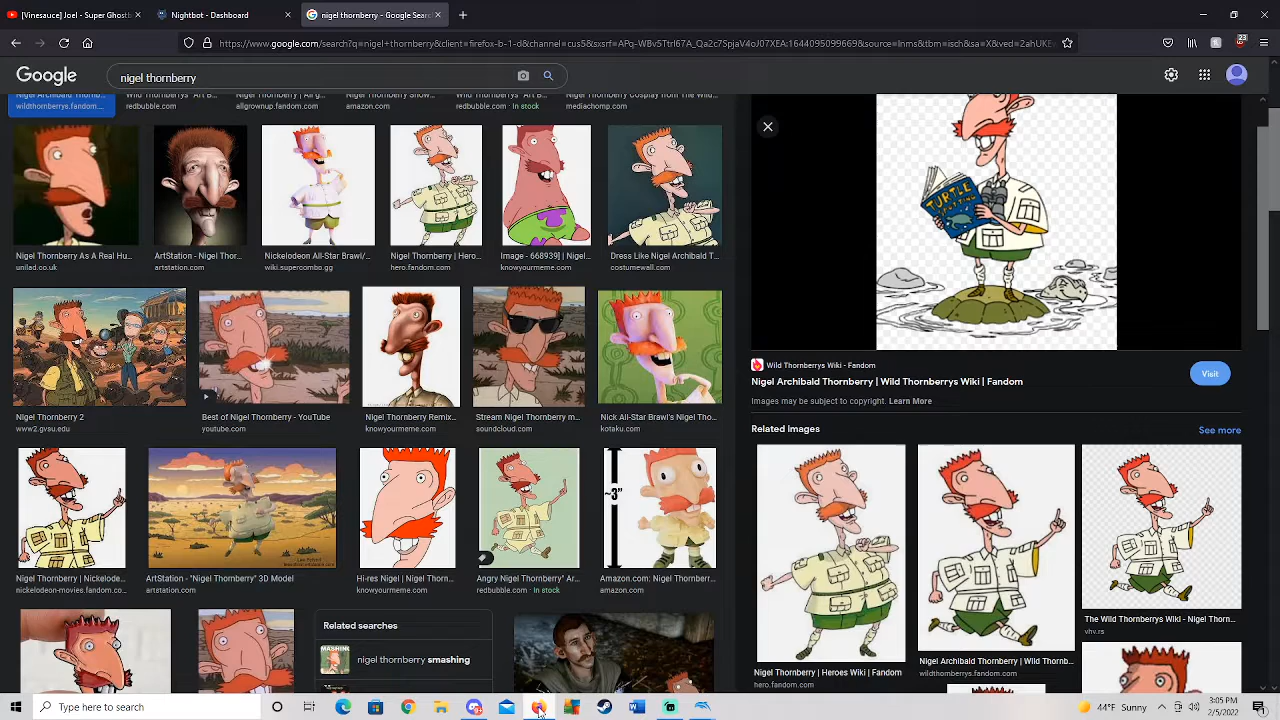 [Vinesauce] Joel - Super Ghost
Nightbot - Dashboard
nigel thornberry - Google Sear
https://www.google.com/search?q=nigel+thornberry&client=firefox-b-1-d&channel=cus5&sxsrf=APq-WBv5TtrI67A_Qa2c7SpjaV4oJ07XEA:1644095099669&source=lnms&tbm=isch&sa=X&ved=2ahUKE
23
Google
nigel thornberry
wildthornberrys.fandom....
redbubble.com
allgrownup.fandom.com
amazon.com
redbubble.com · In stock
mediachomp.com
Nigel Thornberry As A Real Hu...
unilad.co.uk
ArtStation - Nigel Thor...
artstation.com
Nickelodeon All-Star Brawl/...
wiki.supercombo.gg
Nigel Thornberry | Hero...
hero.fandom.com
Image - 668939] | Nigel...
knowyourmeme.com
Dress Like Nigel Archibald T...
costumewall.com
Nigel Thornberry 2
www2.gvsu.edu
Best of Nigel Thornberry - YouTube
youtube.com
Nigel Thornberry Remix...
knowyourmeme.com
Stream Nigel Thornberry m...
soundcloud.com
Nick All-Star Brawl's Nigel Tho...
kotaku.com
Nigel Thornberry | Nickelode...
nickelodeon-movies.fandom.co...
ArtStation - "Nigel Thornberry" 3D Model
artstation.com
Hi-res Nigel | Nigel Thorn...
knowyourmeme.com
Angry Nigel Thornberry" Ar...
redbubble.com · In stock
Amazon.com: Nigel Thornberr...
amazon.com
Related searches
MASHING
nigel thornberry smashing
TURTLE
SPOTTING
Wild Thornberrys Wiki - Fandom
Nigel Archibald Thornberry | Wild Thornberrys Wiki | Fandom
Visit
Images may be subject to copyright. Learn More
Related Images
See more
Nigel Thornberry | Heroes Wiki | Fandom
hero.fandom.com
Nigel Archibald Thornberry | Wild Thornb...
wildthornberrys.fandom.com
The Wild Thornberrys Wiki - Nigel Thorn...
vhv.rs
Type here to search
44°F Sunny
3:05 PM
2/5/2022